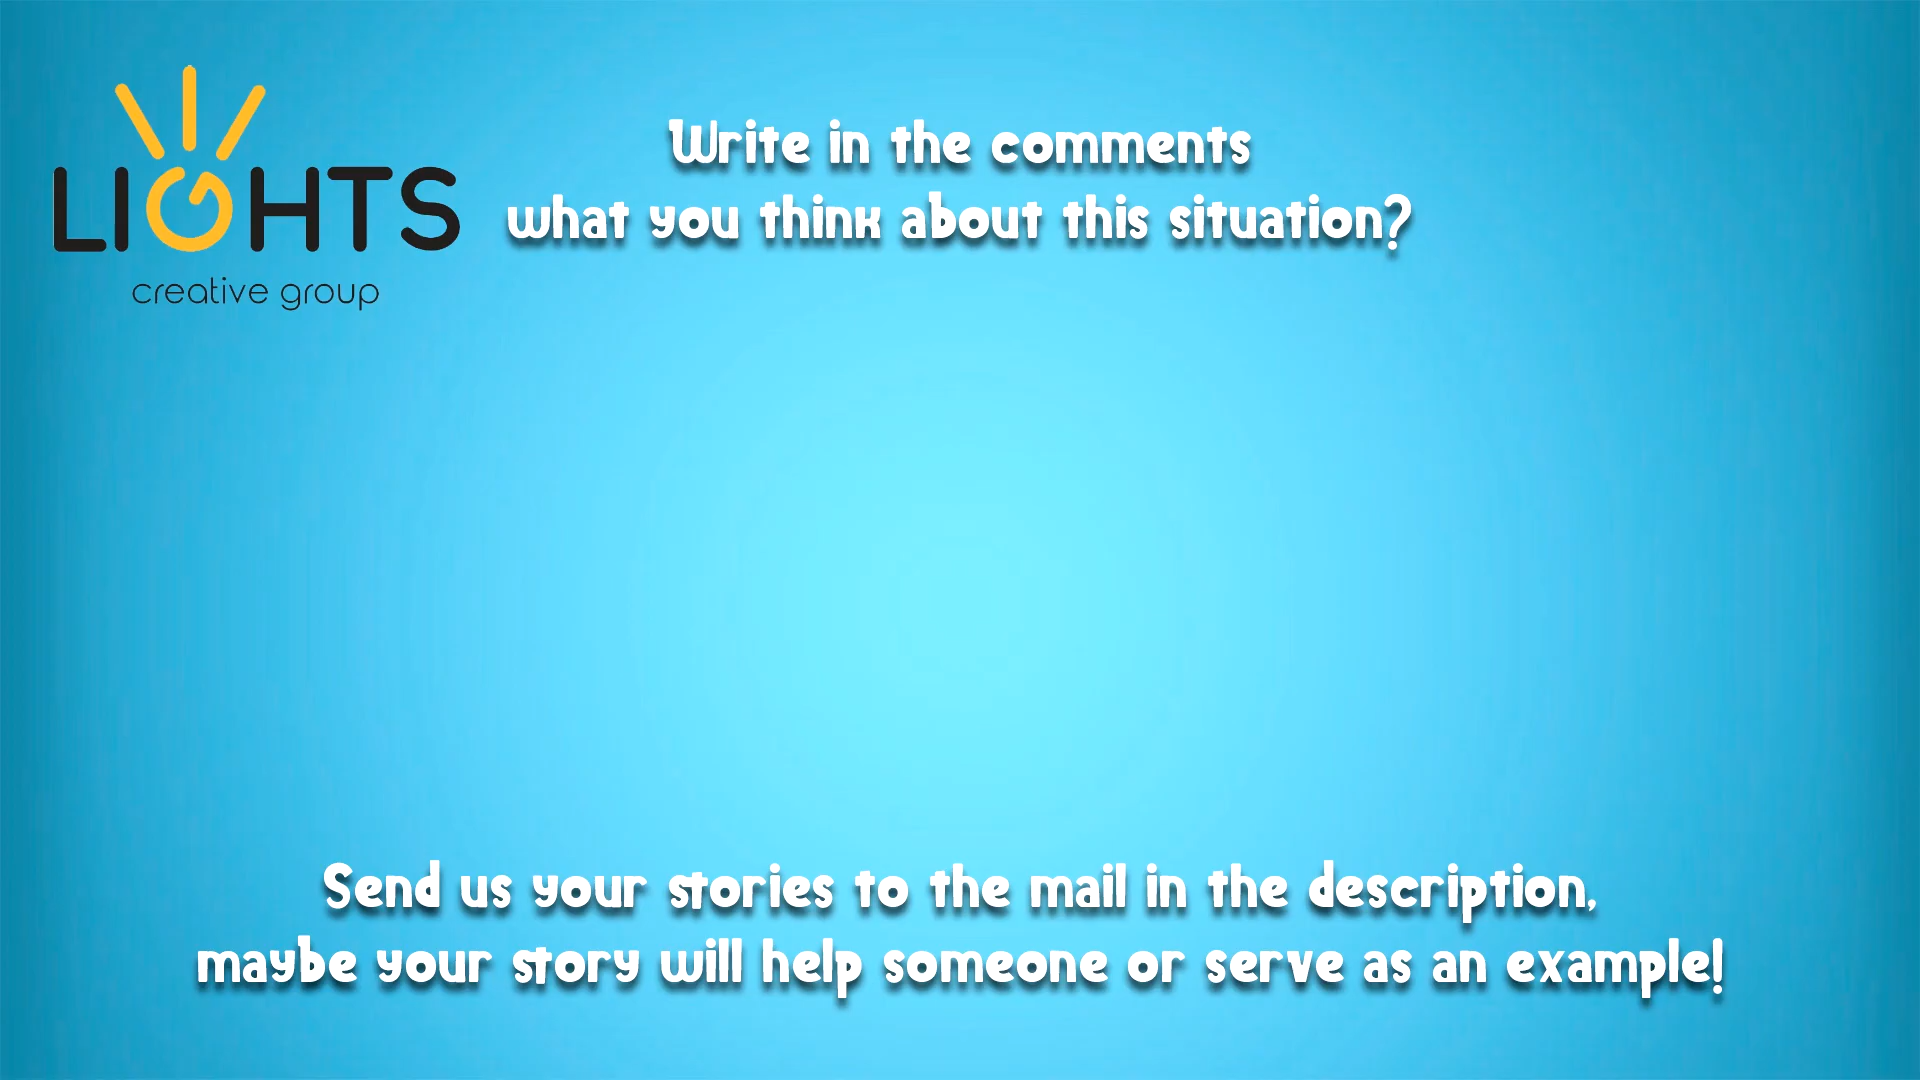 LIGHTS
creative group
Write in the comments
what you think about this situation?
Send us your stories to the mail in the description,
maybe your story will help someone or serve as an example!